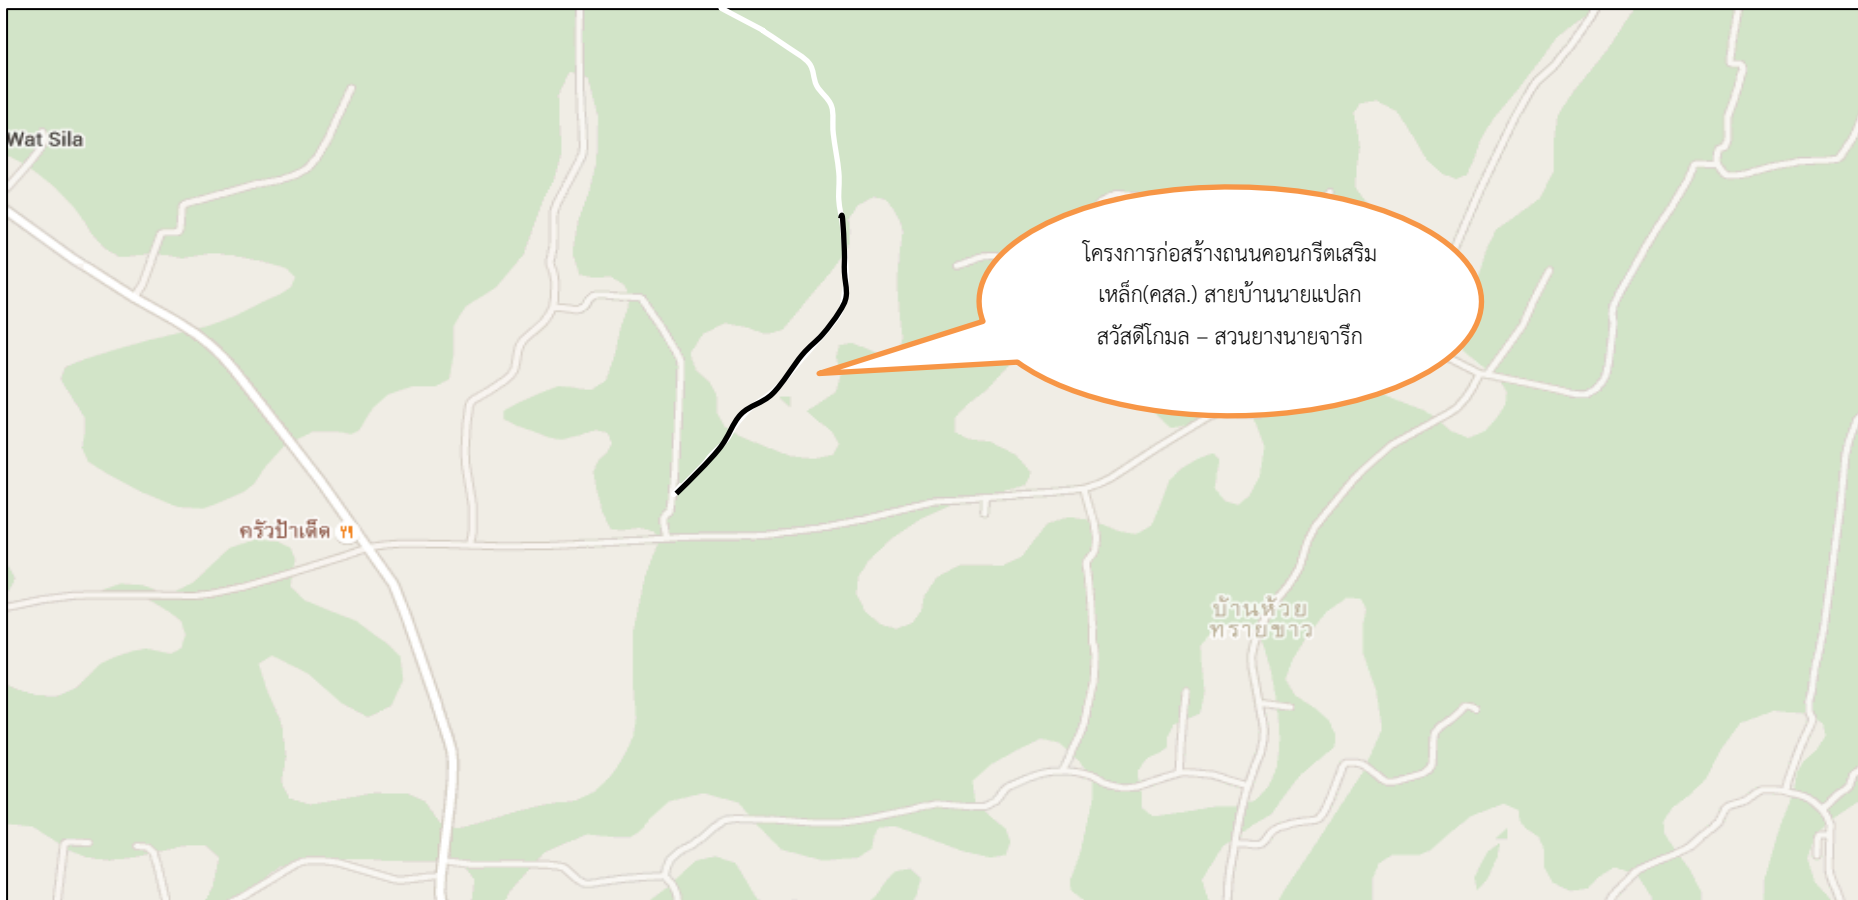 Wat Sila
โครงการก่อสร้างถนนคอนกรีตเสริม
เหล็ก(คสล.) สายบ้านนายแปลก
สวัสดีโกมล – สวนยางนายจารึก
ครัวป้าเด็ด
บ้านห้วย
ทรายขาว